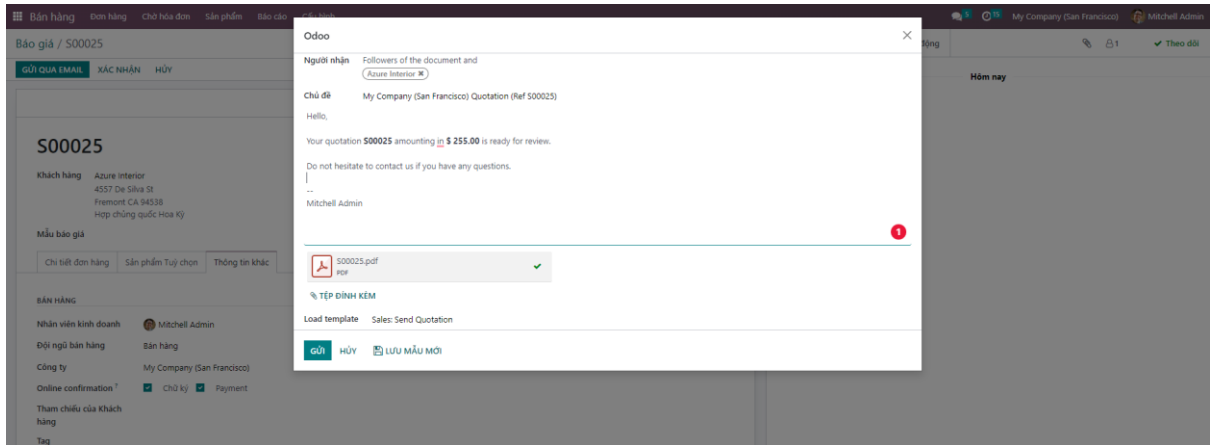 Bán hàng Đơn hàng Chờ hóa đơn Sản phẩm Báo cáo Cấu hình 5 15 My Company (San Francisco) Mitchell Admin
Báo giá / S00025
động 1 Theo dõi
GỬI QUA EMAIL XÁC NHẬN HỦY
Hôm nay
S00025
Khách hàng Azure Interior
4557 De Silva St
Fremont CA 94538
Hợp chủng quốc Hoa Kỳ
Mẫu báo giá
Chi tiết đơn hàng Sản phẩm Tuỳ chọn Thông tin khác
BÁN HÀNG
Nhân viên kinh doanh Mitchell Admin
Đội ngũ bán hàng Bán hàng
Công ty My Company (San Francisco)
Online confirmation ? Chữ ký Payment
Tham chiếu của Khách
hàng
Tag
Odoo
Người nhận Followers of the document and
Azure Interior
Chủ đề My Company (San Francisco) Quotation (Ref S00025)
Hello,
Your quotation S00025 amounting in $ 255.00 is ready for review.
Do not hesitate to contact us if you have any questions.
--
Mitchell Admin
1
S00025.pdf
PDF
TỆP ĐÍNH KÈM
Load template Sales: Send Quotation
GỬI HỦY LƯU MẪU MỚI